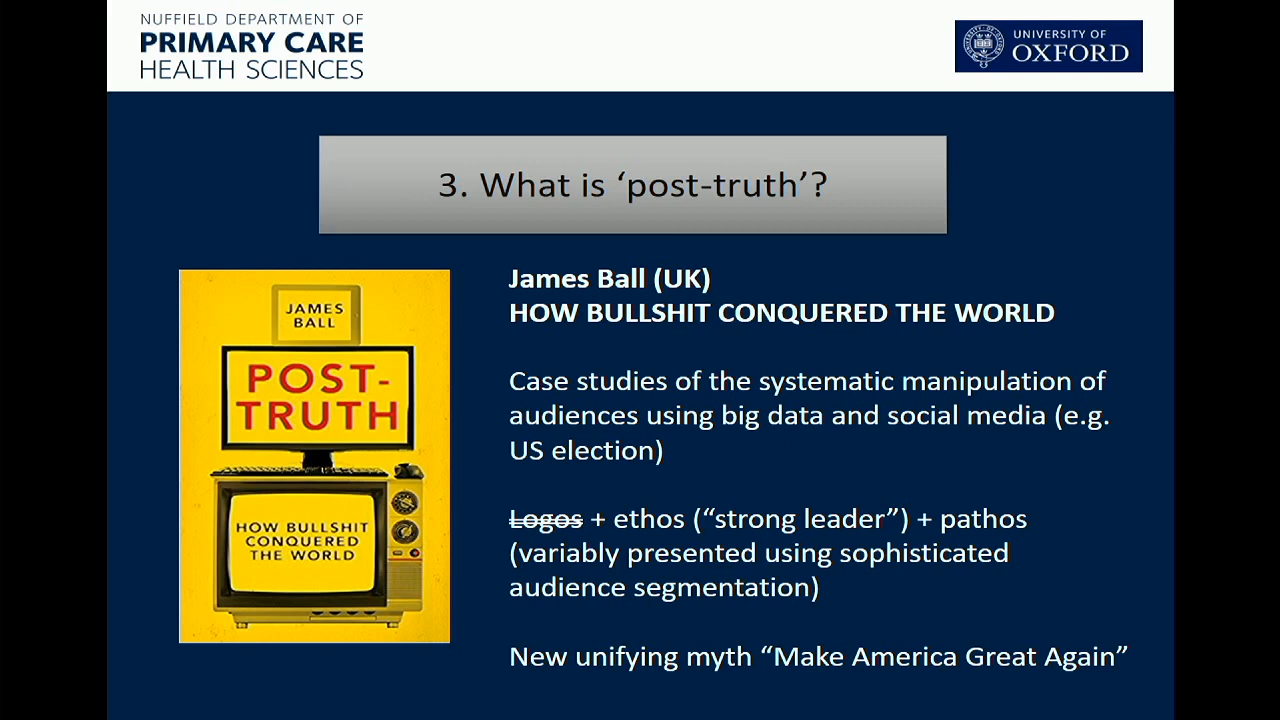 NUFFIELD DEPARTMENT OF
PRIMARY CARE
HEALTH SCIENCES
UNIVERSITY OF
OXFORD
3. What is ‘post-truth’?
JAMES
BALL
POST-
TRUTH
HOW BULLSHIT
CONQUERED
THE WORLD
James Ball (UK)
HOW BULLSHIT CONQUERED THE WORLD
Case studies of the systematic manipulation of
audiences using big data and social media (e.g.
US election)
Logos + ethos (“strong leader”) + pathos
(variably presented using sophisticated
audience segmentation)
New unifying myth “Make America Great Again”